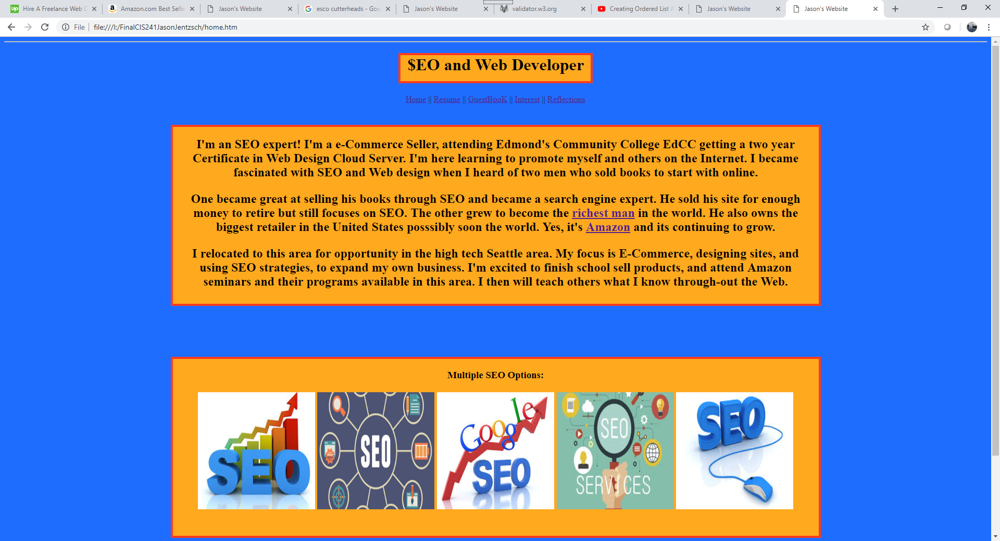 Hire A Freelance Web D
Amazon.com Best Selle
Jason's Website
esco cutterheads - Goo
Jason's Website
validator.w3.org
Creating Ordered List A
Jason's Website
Jason's Website
File | file:///I:/FinalCIS241JasonJentzsch/home.htm
$EO and Web Developer
Home || Resume || GuestBooK || Interest || Reflections
I'm an SEO expert! I'm a e-Commerce Seller, attending Edmond's Community College EdCC getting a two year
Certificate in Web Design Cloud Server. I'm here learning to promote myself and others on the Internet. I became
fascinated with SEO and Web design when I heard of two men who sold books to start with online.
One became great at selling his books through SEO and became a search engine expert. He sold his site for enough
money to retire but still focuses on SEO. The other grew to become the richest man in the world. He also owns the
biggest retailer in the United States posssibly soon the world. Yes, it's Amazon and its continuing to grow.
I relocated to this area for opportunity in the high tech Seattle area. My focus is E-Commerce, designing sites, and
using SEO strategies, to expand my own business. I'm excited to finish school sell products, and attend Amazon
seminars and their programs available in this area. I then will teach others what I know through-out the Web.
Multiple SEO Options:
SEO
SEO
Google
SEO
SEO
SERVICES
SEO